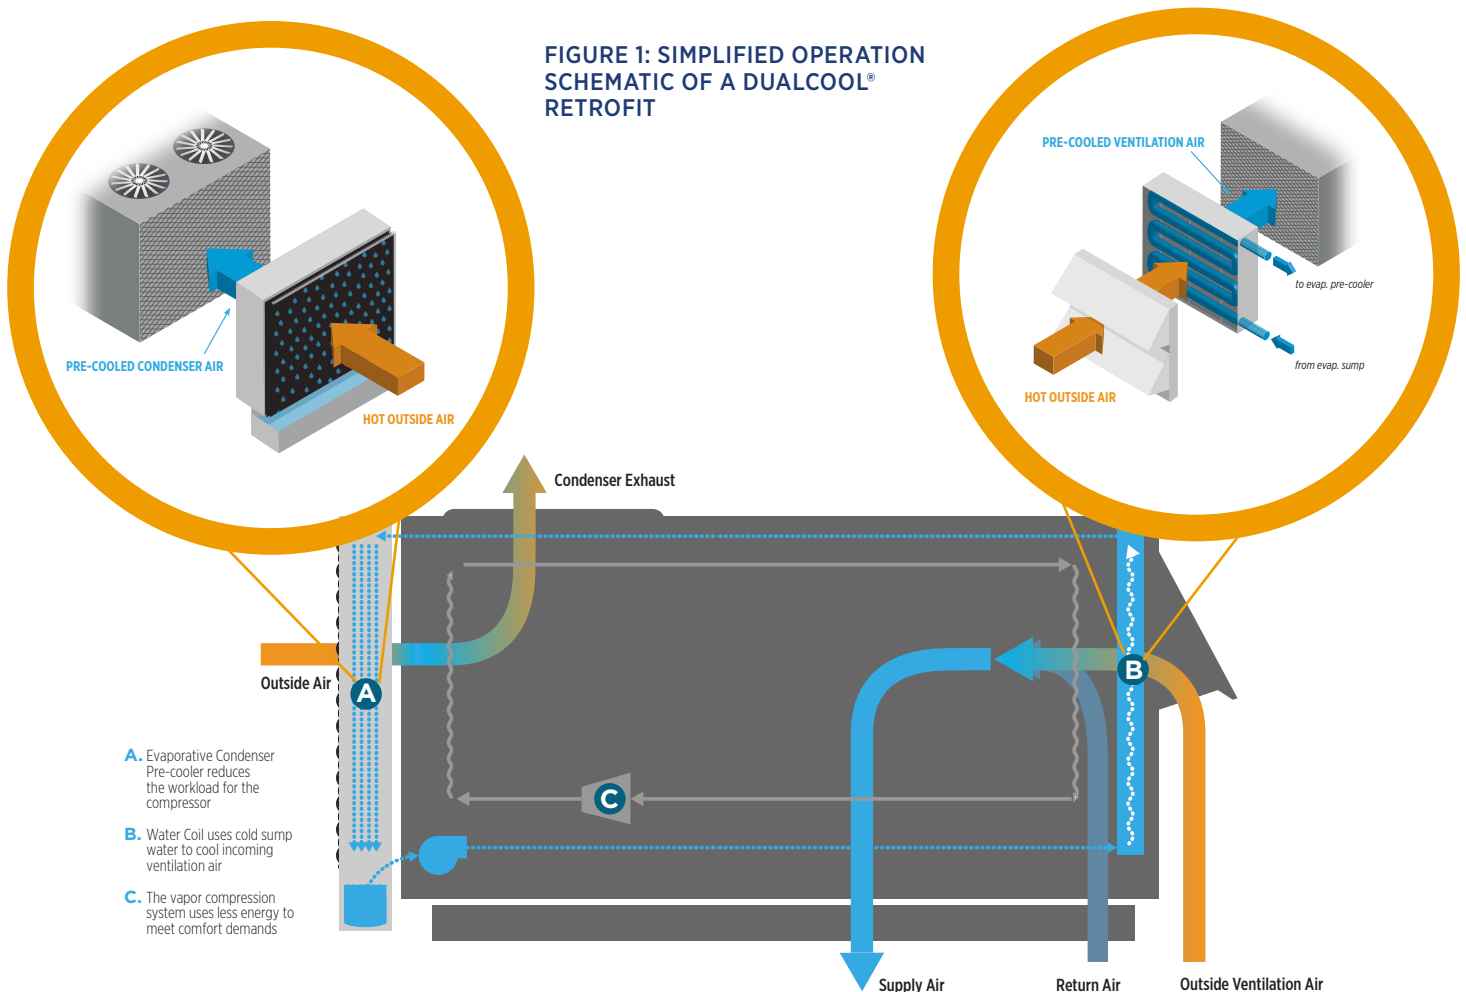 FIGURE 1: SIMPLIFIED OPERATION
SCHEMATIC OF A DUALCOOL®
RETROFIT
PRE-COOLED CONDENSER AIR
HOT OUTSIDE AIR
PRE-COOLED VENTILATION AIR
to evap. pre-cooler
from evap. sump
HOT OUTSIDE AIR
Condenser Exhaust
Outside Air
A
B
C
A. Evaporative Condenser
Pre-cooler reduces
the workload for the
compressor
B. Water Coil uses cold sump
water to cool incoming
ventilation air
C. The vapor compression
system uses less energy to
meet comfort demands
Supply Air
Return Air
Outside Ventilation Air